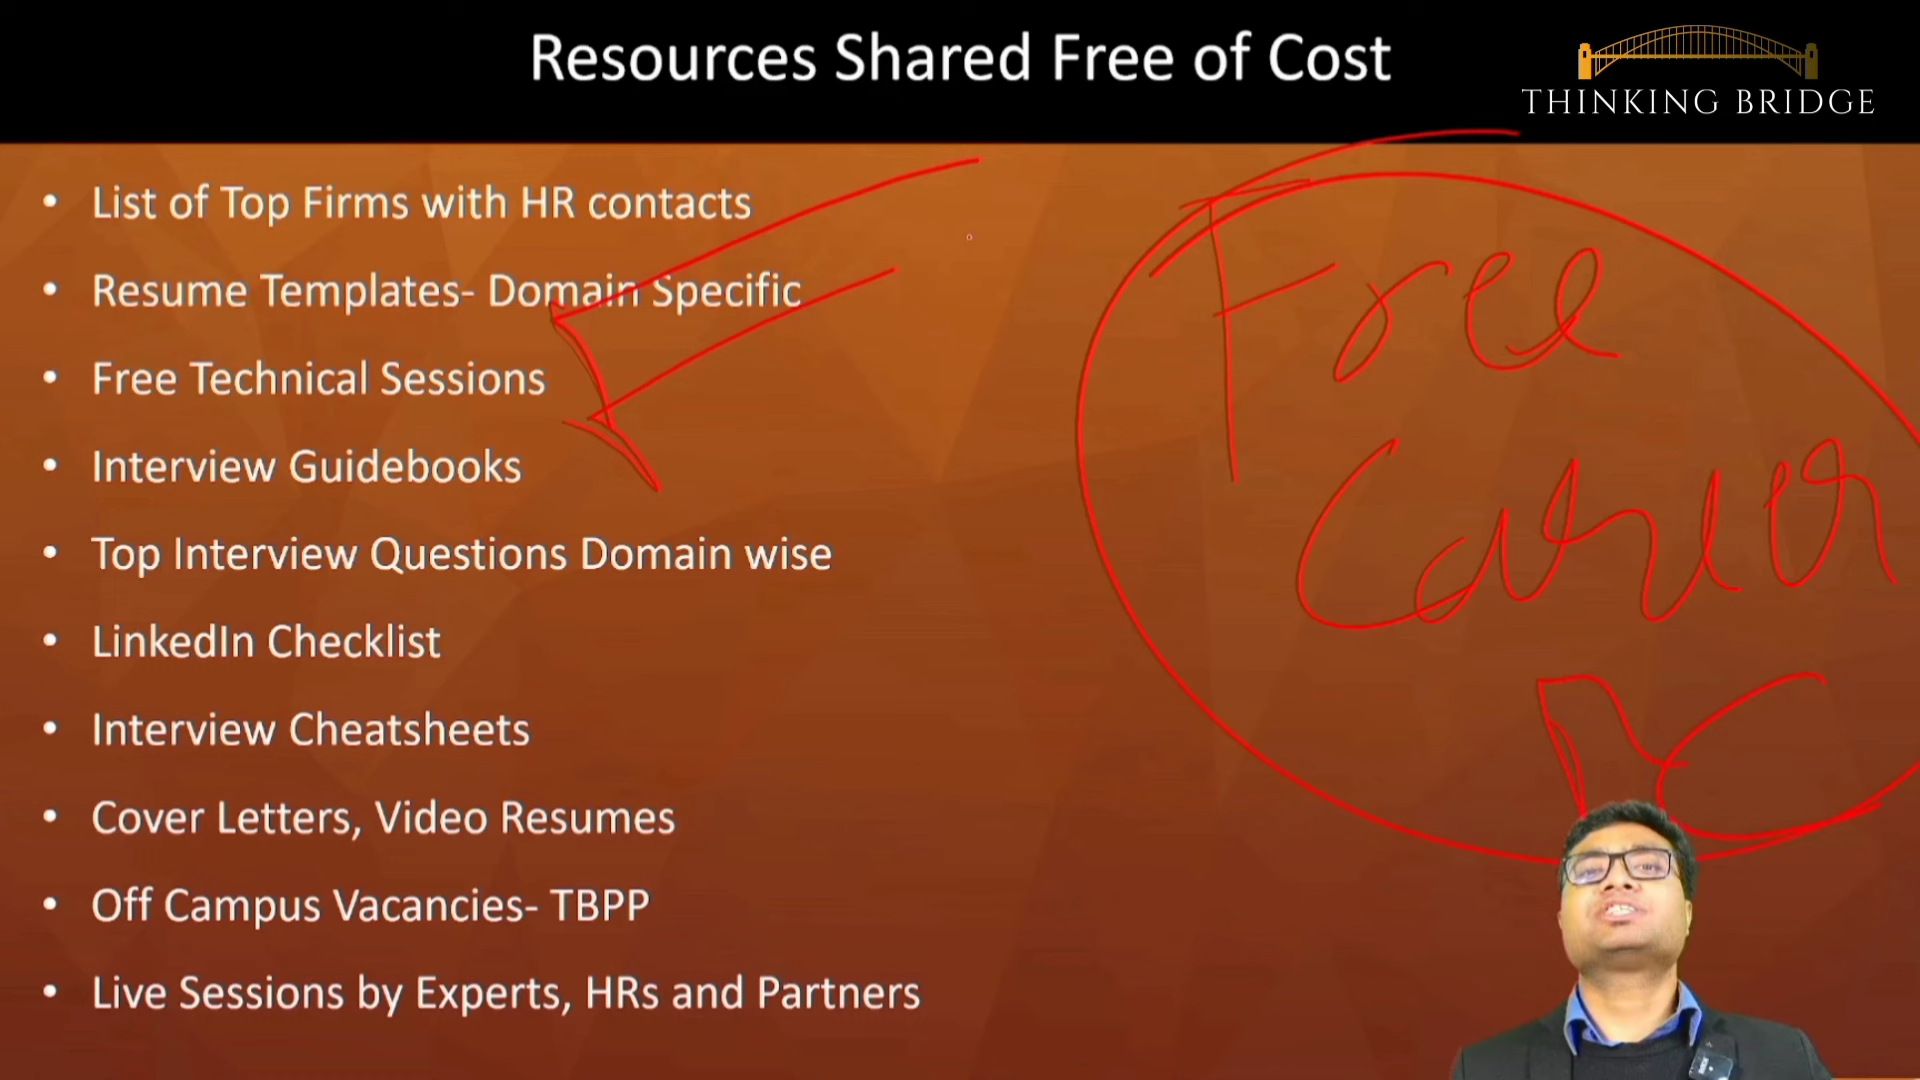 Resources Shared Free of Cost
THINKING BRIDGE
• List of Top Firms with HR contacts
• Resume Templates- Domain Specific
• Free Technical Sessions
• Interview Guidebooks
• Top Interview Questions Domain wise
• LinkedIn Checklist
• Interview Cheatsheets
• Cover Letters, Video Resumes
• Off Campus Vacancies- TBPP
• Live Sessions by Experts, HRs and Partners
Free
Career